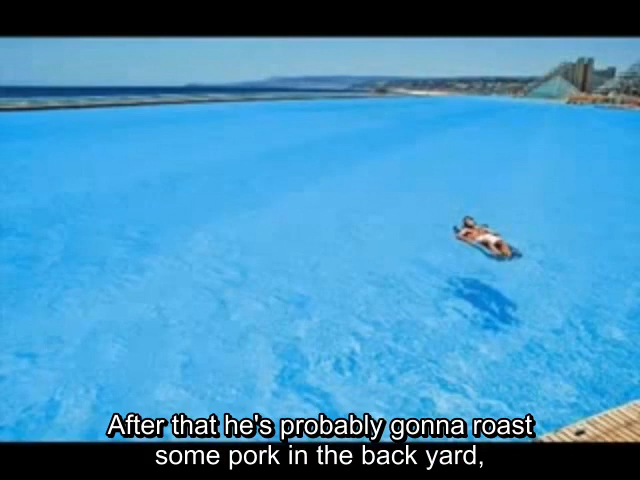 After that he's probably gonna roast
some pork in the back yard,